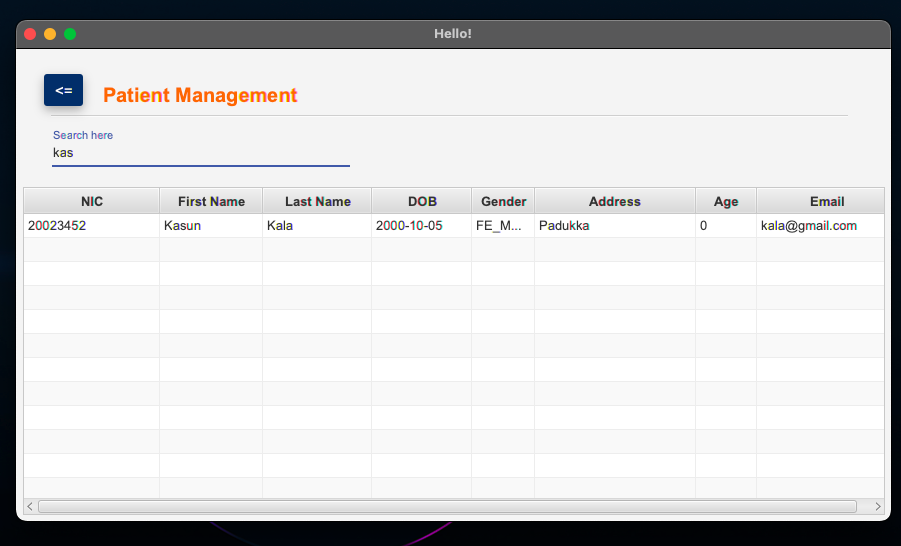 Hello!
<= Patient Management
Search here
kas
NIC First Name Last Name DOB Gender Address Age Email
20023452 Kasun Kala 2000-10-05 FE_M... Padukka 0 kala@gmail.com